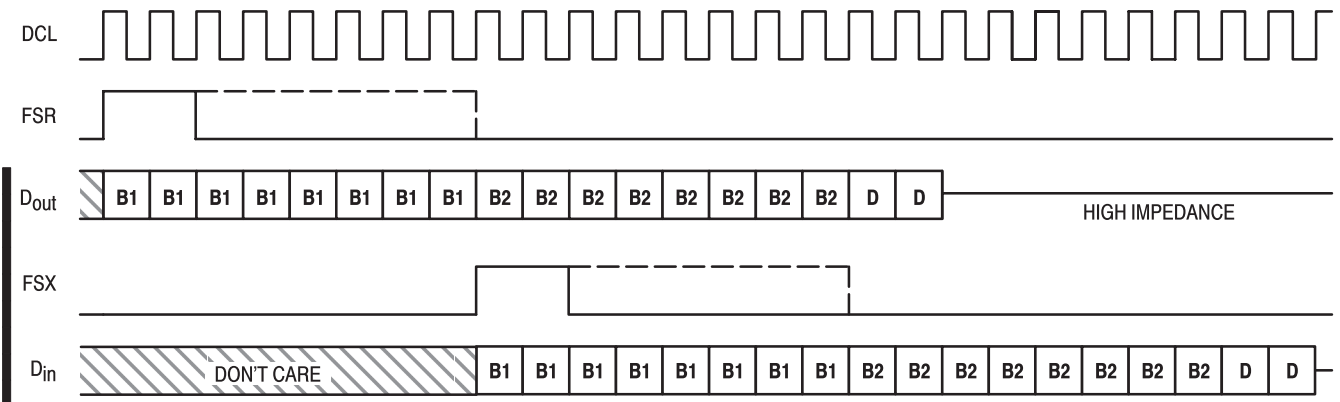 DCL
FSR
Dout B1 B1 B1 B1 B1 B1 B1 B1 B2 B2 B2 B2 B2 B2 B2 B2 D D
HIGH IMPEDANCE
FSX
Din DON'T CARE B1 B1 B1 B1 B1 B1 B1 B1 B2 B2 B2 B2 B2 B2 B2 B2 D D